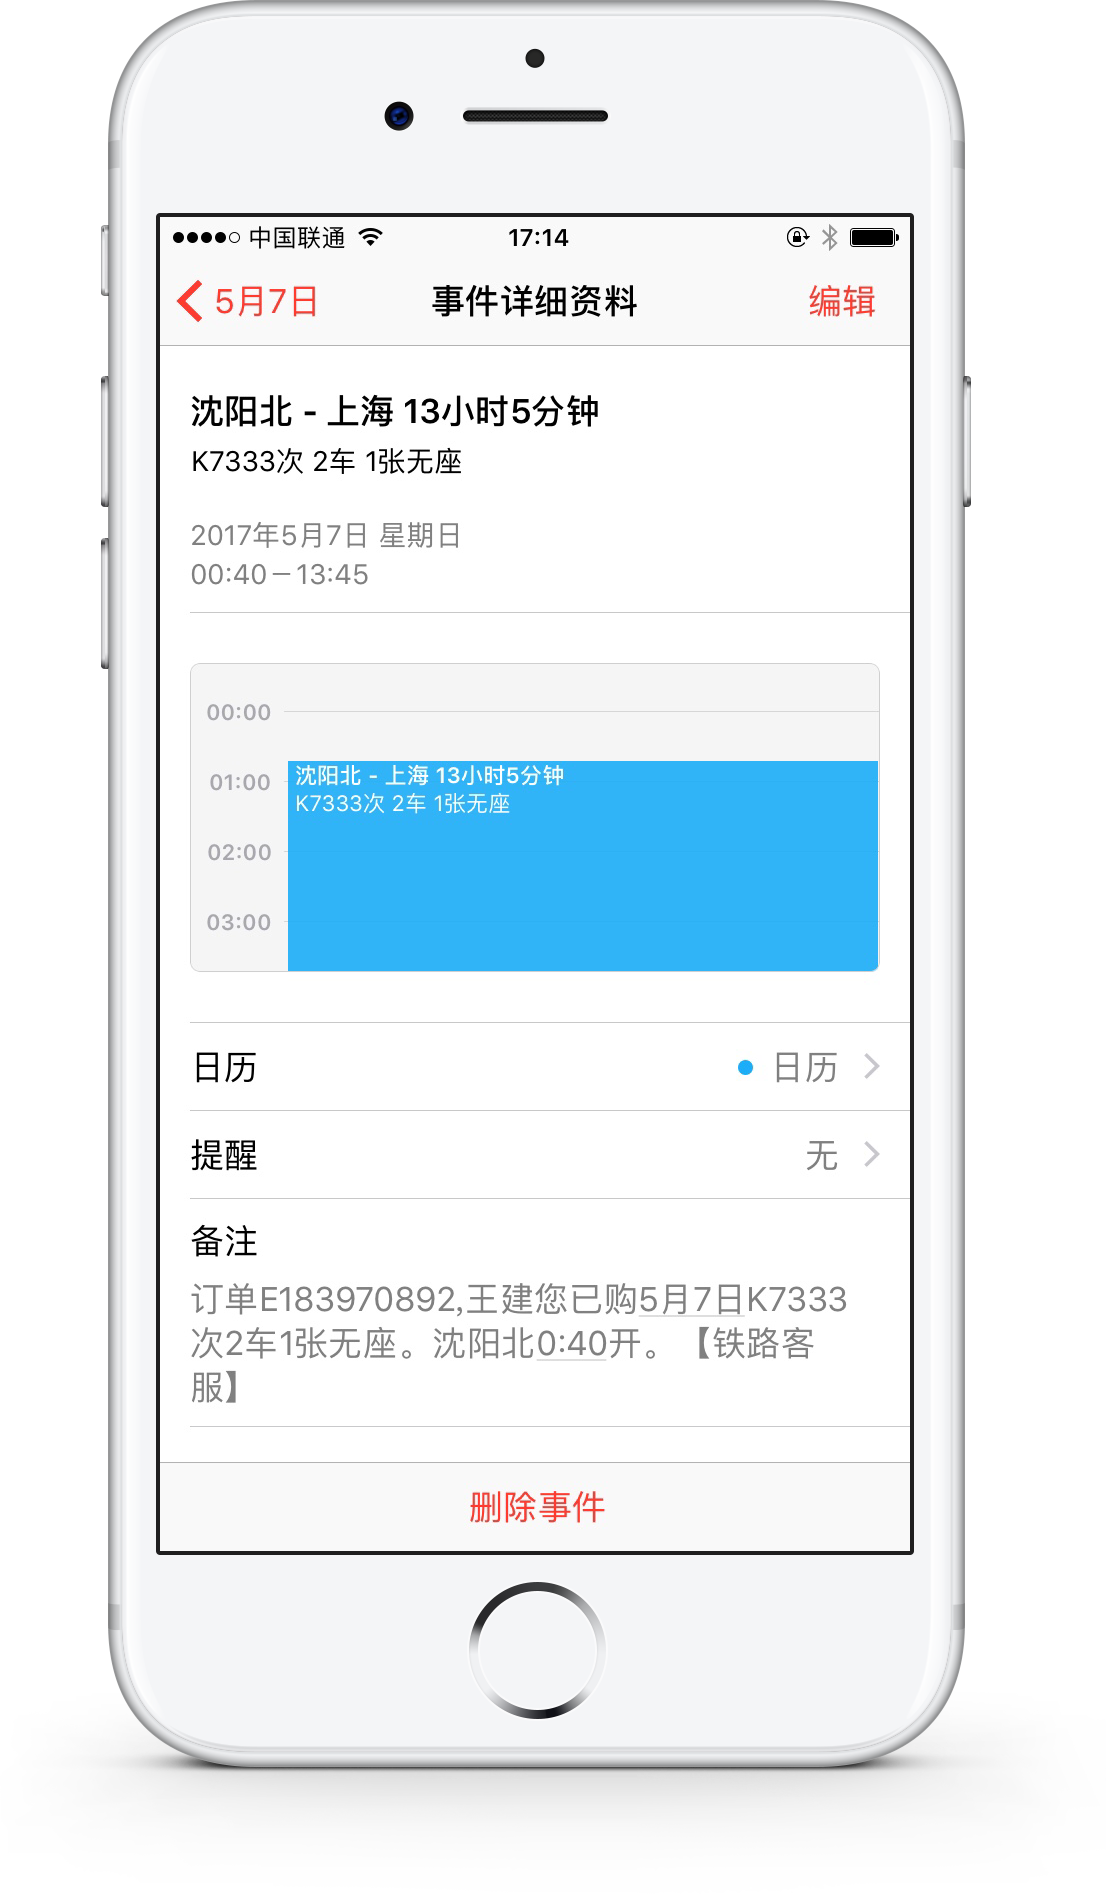 中国联通 17:14
5月7日 事件详细资料 编辑
沈阳北 - 上海 13小时5分钟
K7333次 2车 1张无座
2017年5月7日 星期日
00:40－13:45
00:00
01:00
02:00
03:00
沈阳北 - 上海 13小时5分钟
K7333次 2车 1张无座
日历 日历
提醒 无
备注
订单E183970892,王建您已购5月7日K7333
次2车1张无座。沈阳北0:40开。【铁路客
服】
删除事件